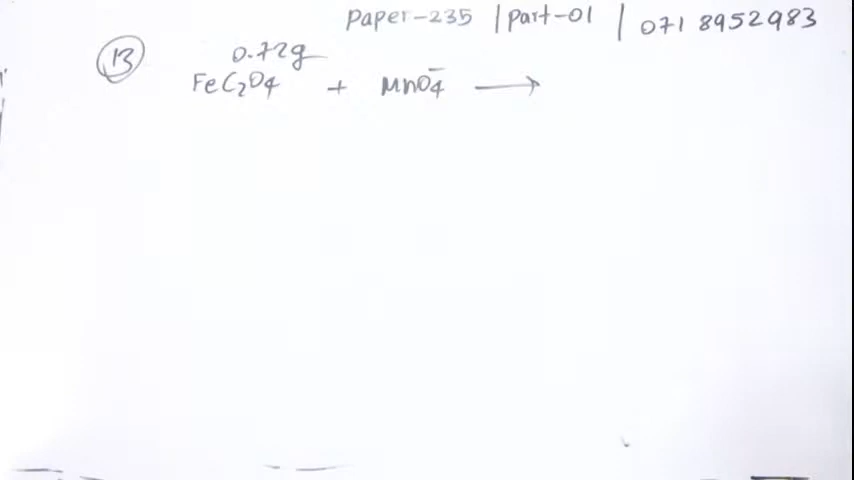 Paper-235 | Part-01 | 071 8952983
13 0.72g
FeC₂O₄ + MnO₄⁻ ⟶